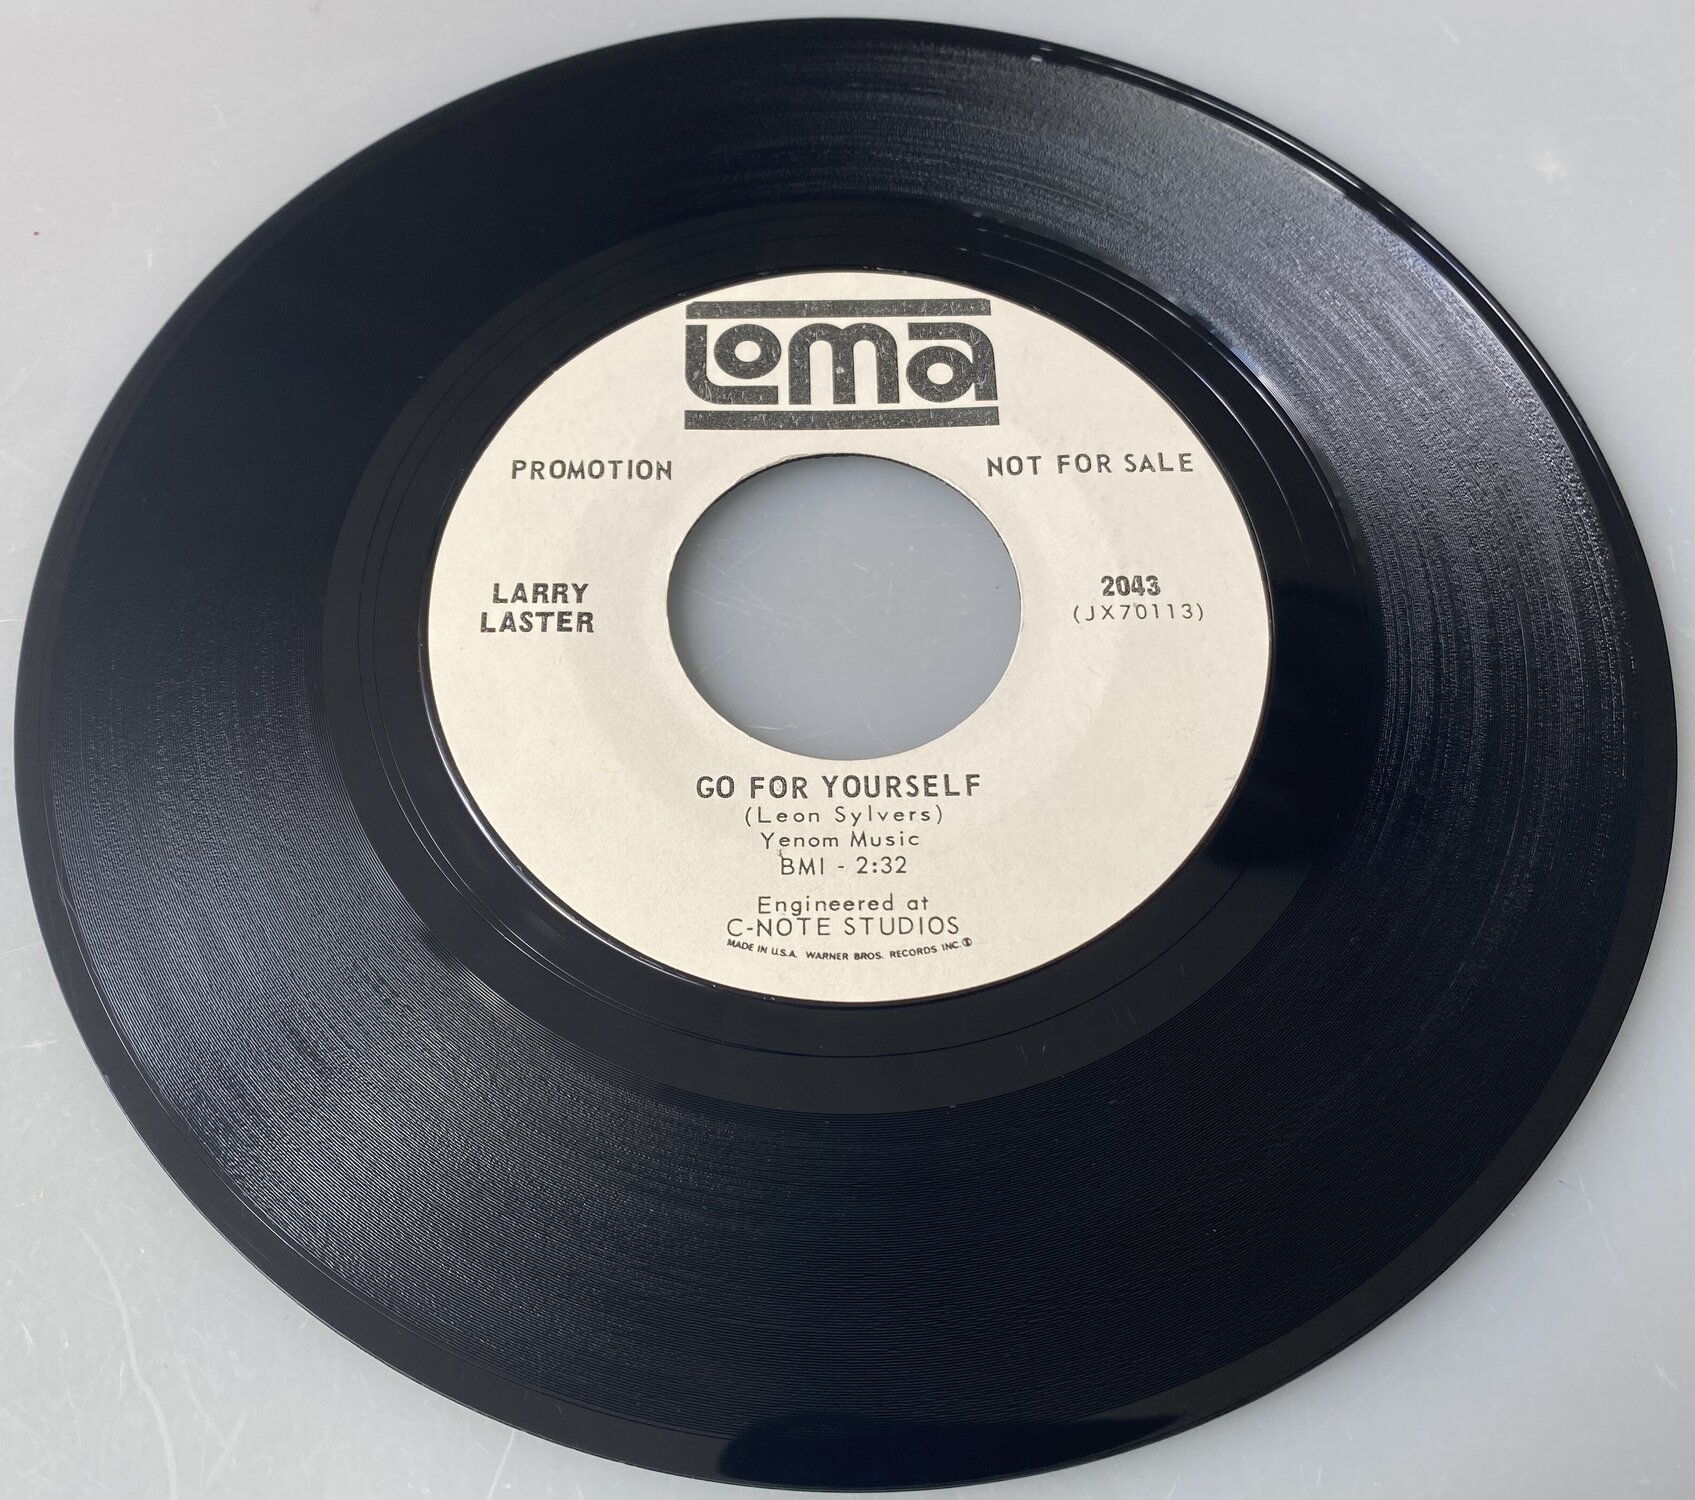 Loma
PROMOTION
NOT FOR SALE
LARRY
LASTER
2043
(JX70113)
GO FOR YOURSELF
(Leon Sylvers)
Yenom Music
BMI - 2:32
Engineered at
C-NOTE STUDIOS
MADE IN U.S.A. WARNER BROS. RECORDS INC.